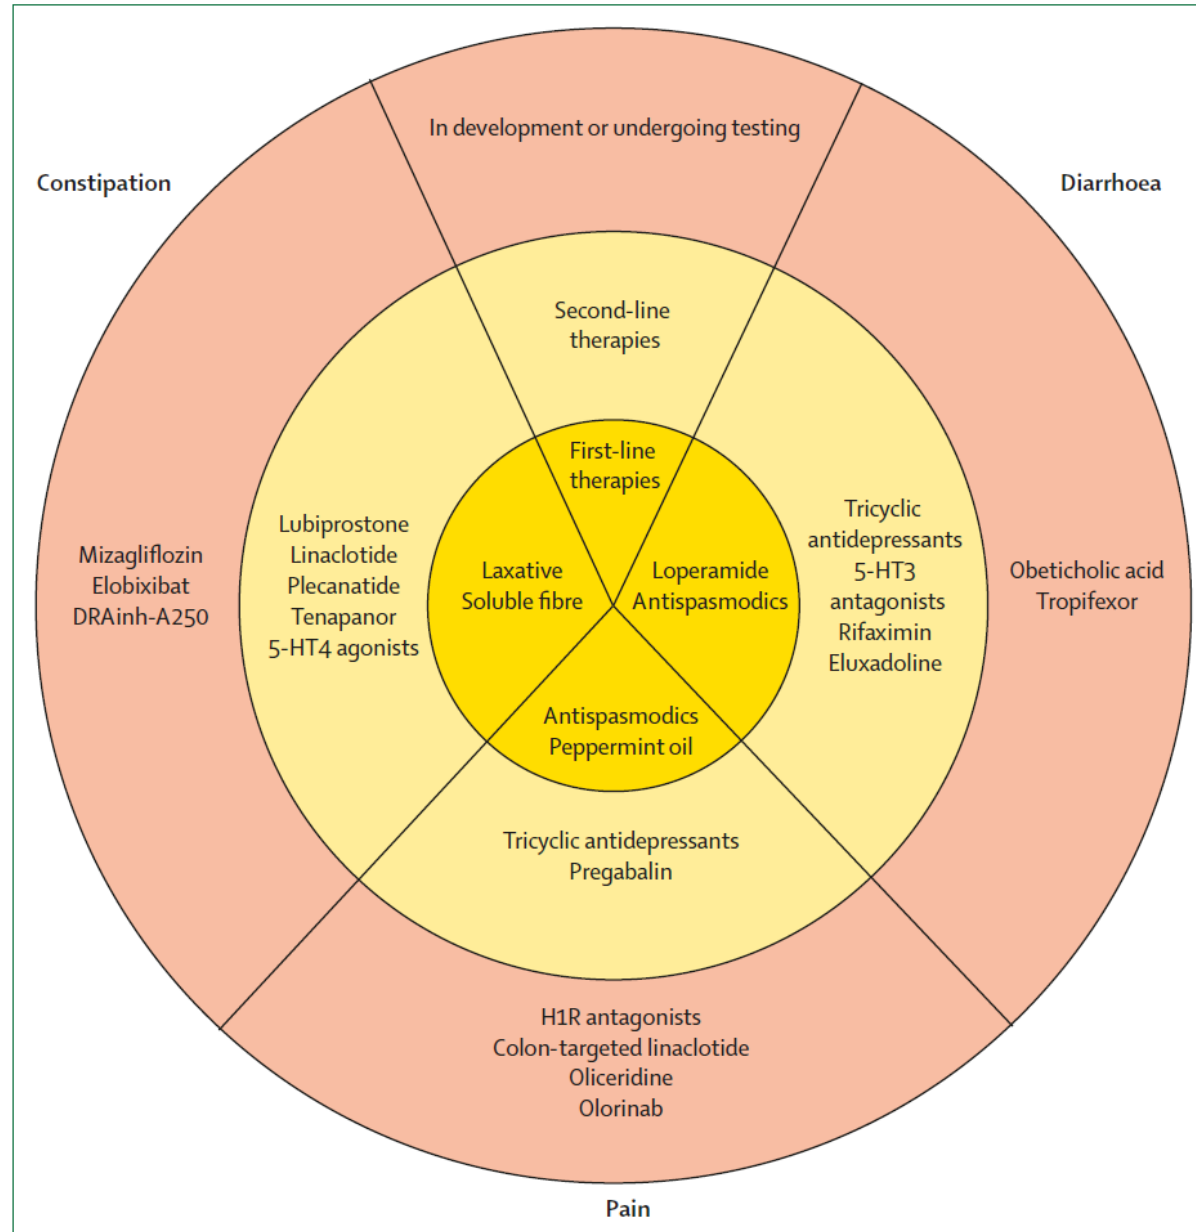 In development or undergoing testing
Constipation
Diarrhoea
Second-line
therapies
First-line
therapies
Mizagliflozin
Elobixibat
DRAinh-A250
Lubiprostone
Linaclotide
Plecanatide
Tenapanor
5-HT4 agonists
Laxative
Soluble fibre
Loperamide
Antispasmodics
Tricyclic
antidepressants
5-HT3
antagonists
Rifaximin
Eluxadoline
Obeticholic acid
Tropifexor
Antispasmodics
Peppermint oil
Tricyclic antidepressants
Pregabalin
H1R antagonists
Colon-targeted linaclotide
Oliceridine
Olorinab
Pain